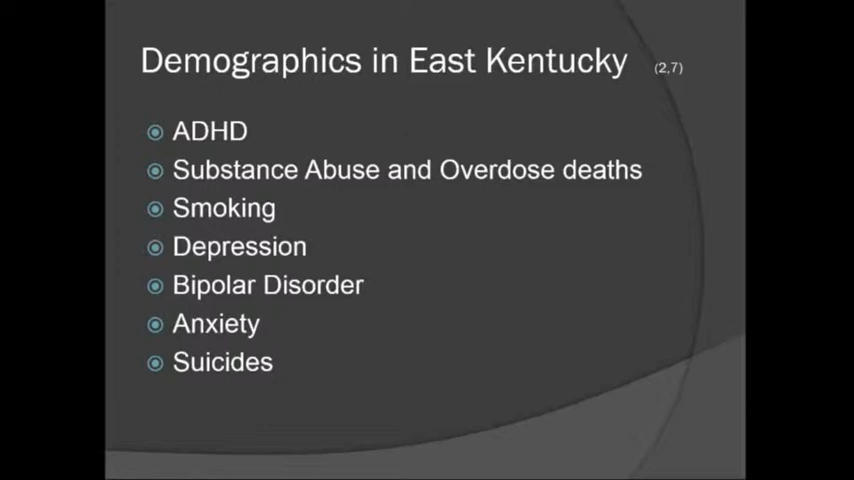 Demographics in East Kentucky (2,7)
ADHD
Substance Abuse and Overdose deaths
Smoking
Depression
Bipolar Disorder
Anxiety
Suicides